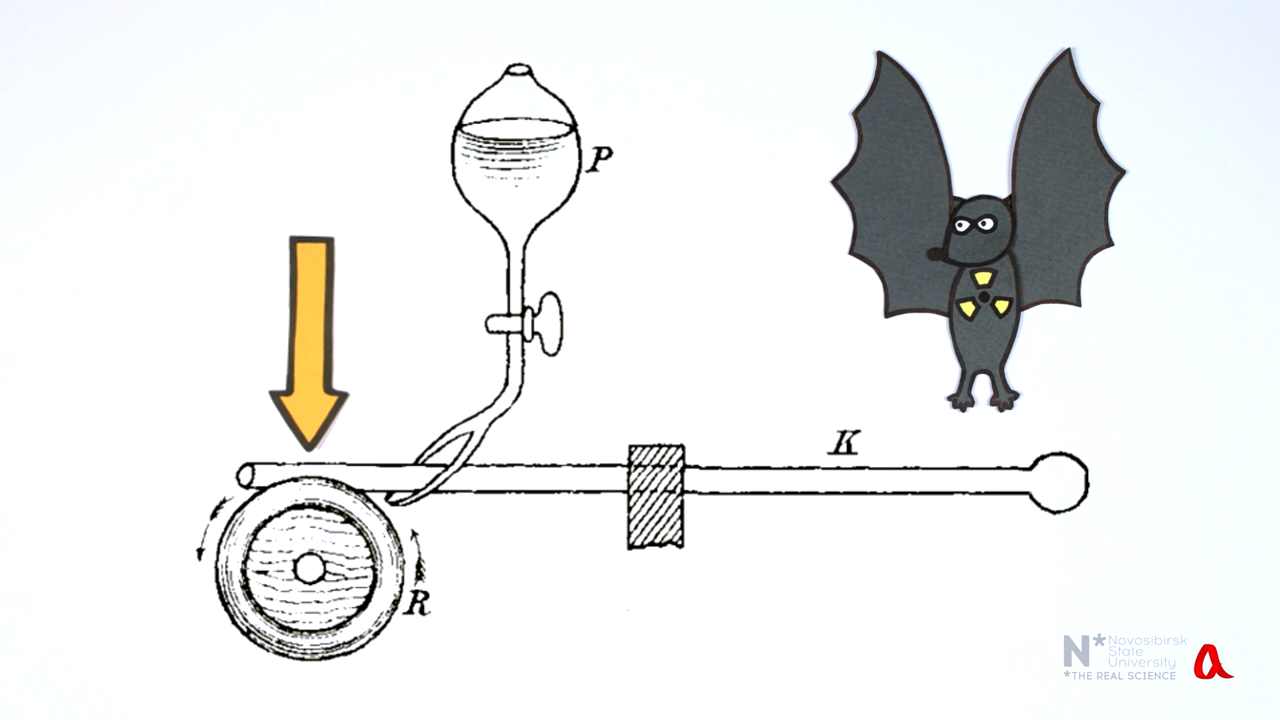 P
K
R
N* Novosibirsk
State
University
*THE REAL SCIENCE
a